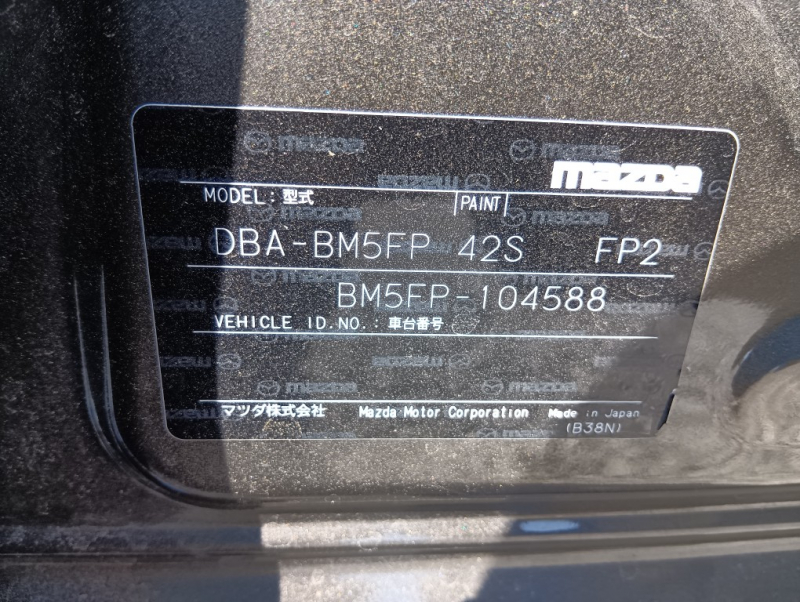 mazda
MODEL : 型式 PAINT
DBA-BM5FP 42S FP2
BM5FP-104588
VEHICLE ID.NO. : 車台番号
マツダ株式会社 Mazda Motor Corporation Made in Japan
(B38N)